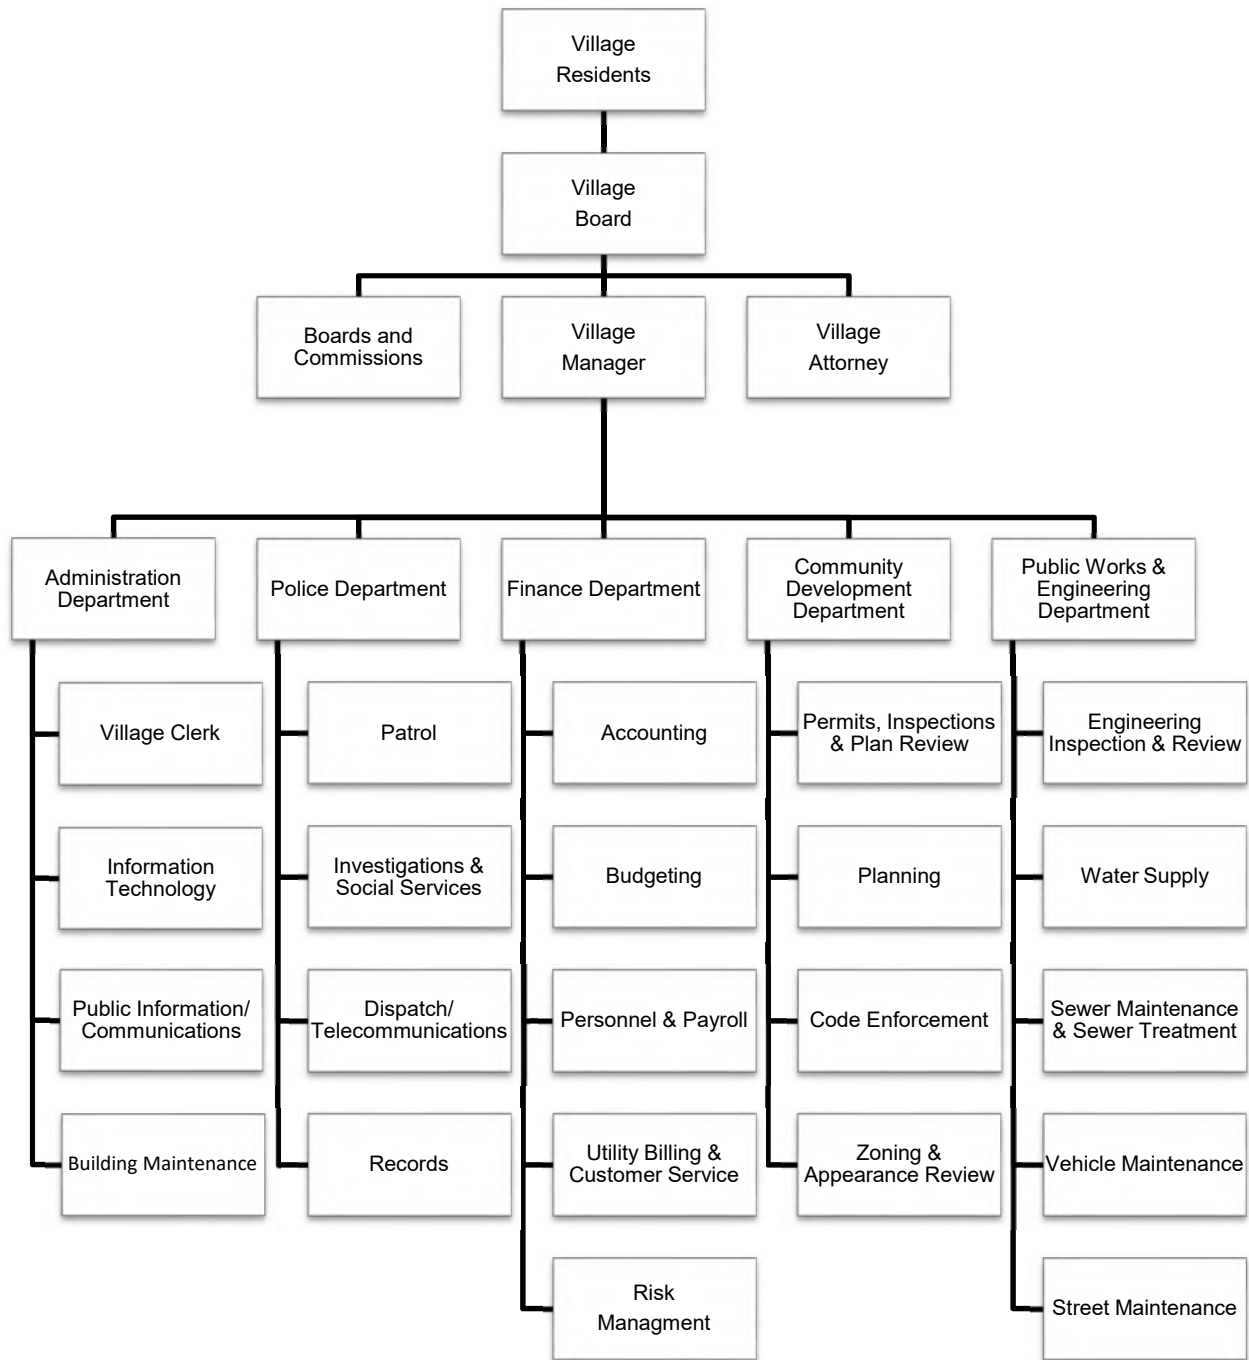 Village
Residents
Village
Board
Boards and
Commissions
Village
Manager
Village
Attorney
Administration
Department
Police Department
Finance Department
Community
Development
Department
Public Works &
Engineering
Department
Village Clerk
Patrol
Accounting
Permits, Inspections
& Plan Review
Engineering
Inspection & Review
Information
Technology
Investigations &
Social Services
Budgeting
Planning
Water Supply
Public Information/
Communications
Dispatch/
Telecommunications
Personnel & Payroll
Code Enforcement
Sewer Maintenance
& Sewer Treatment
Building Maintenance
Records
Utility Billing &
Customer Service
Zoning &
Appearance Review
Vehicle Maintenance
Risk
Managment
Street Maintenance